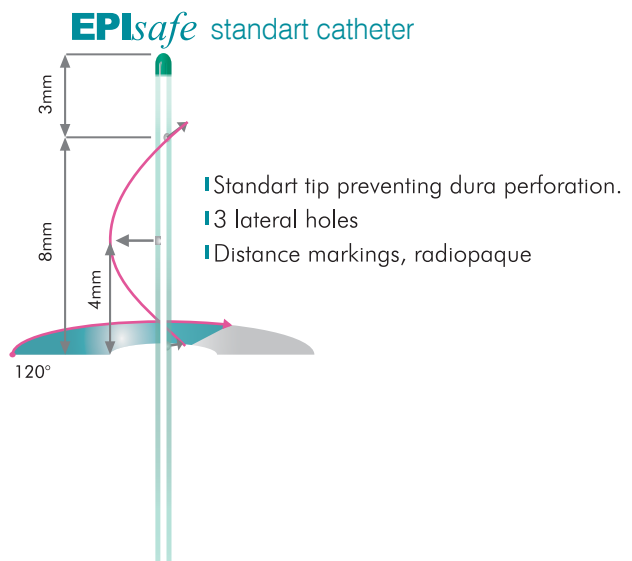 EPIsafe standart catheter
3mm
8mm
4mm
Standart tip preventing dura perforation.
3 lateral holes
Distance markings, radiopaque
120°